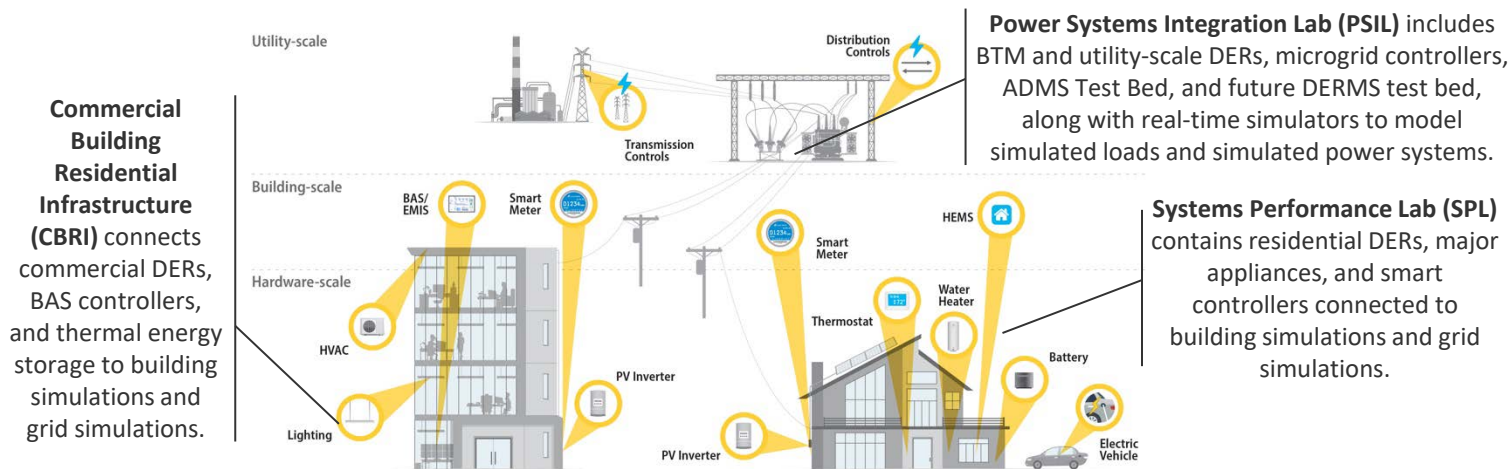 Commercial
Building
Residential
Infrastructure
(CBRI) connects
commercial DERs,
BAS controllers,
and thermal energy
storage to building
simulations and
grid simulations.
Utility-scale
Transmission
Controls
Distribution
Controls
Power Systems Integration Lab (PSIL) includes
BTM and utility-scale DERs, microgrid controllers,
ADMS Test Bed, and future DERMS test bed,
along with real-time simulators to model
simulated loads and simulated power systems.
Building-scale
BAS/
EMIS
Smart
Meter
Smart
Meter
HEMS
Hardware-scale
HVAC
Lighting
PV Inverter
Thermostat
Water
Heater
Battery
PV Inverter
Electric
Vehicle
Systems Performance Lab (SPL)
contains residential DERs, major
appliances, and smart
controllers connected to
building simulations and grid
simulations.